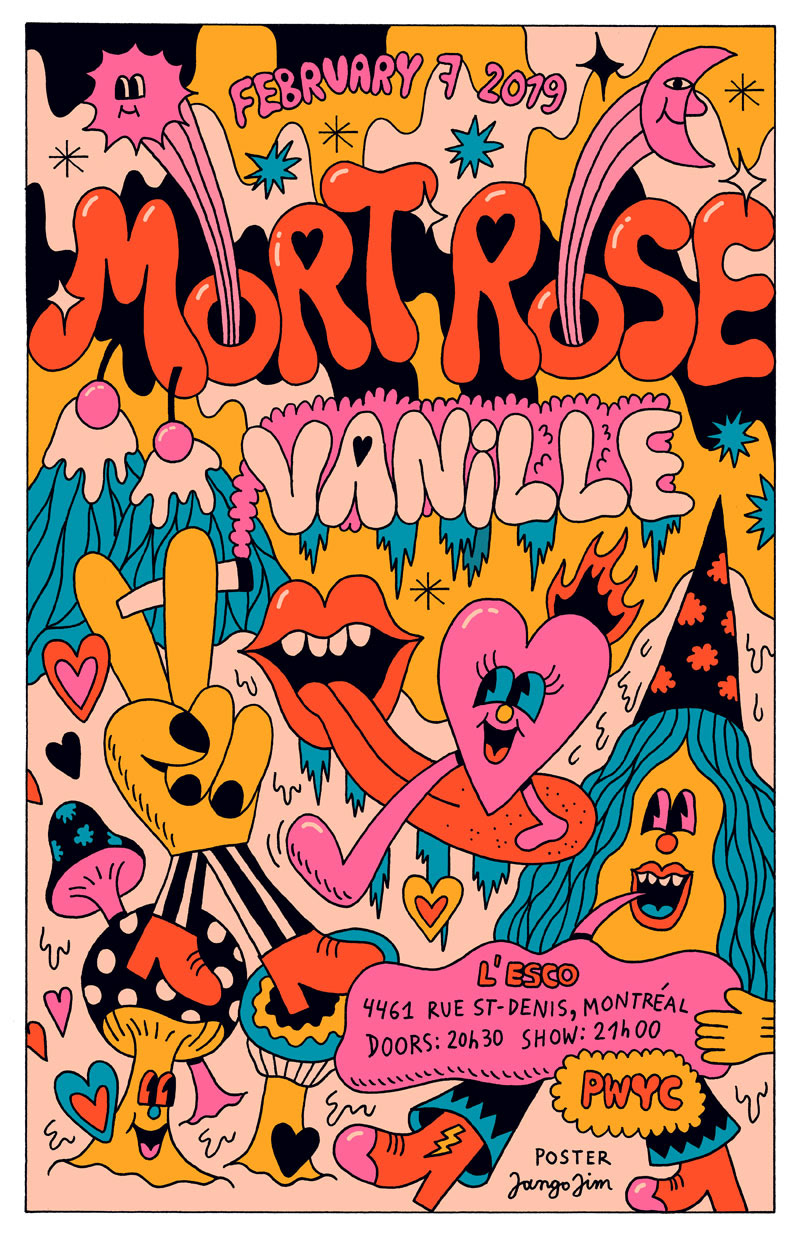 FEBRUARY 7 2019
MORT ROSE
VANiLLE
L'ESCO
4461 RUE ST-DENIS, MONTRÉAL
DOORS: 20h30 SHOW: 21h00
PWYC
POSTER
JangoJim